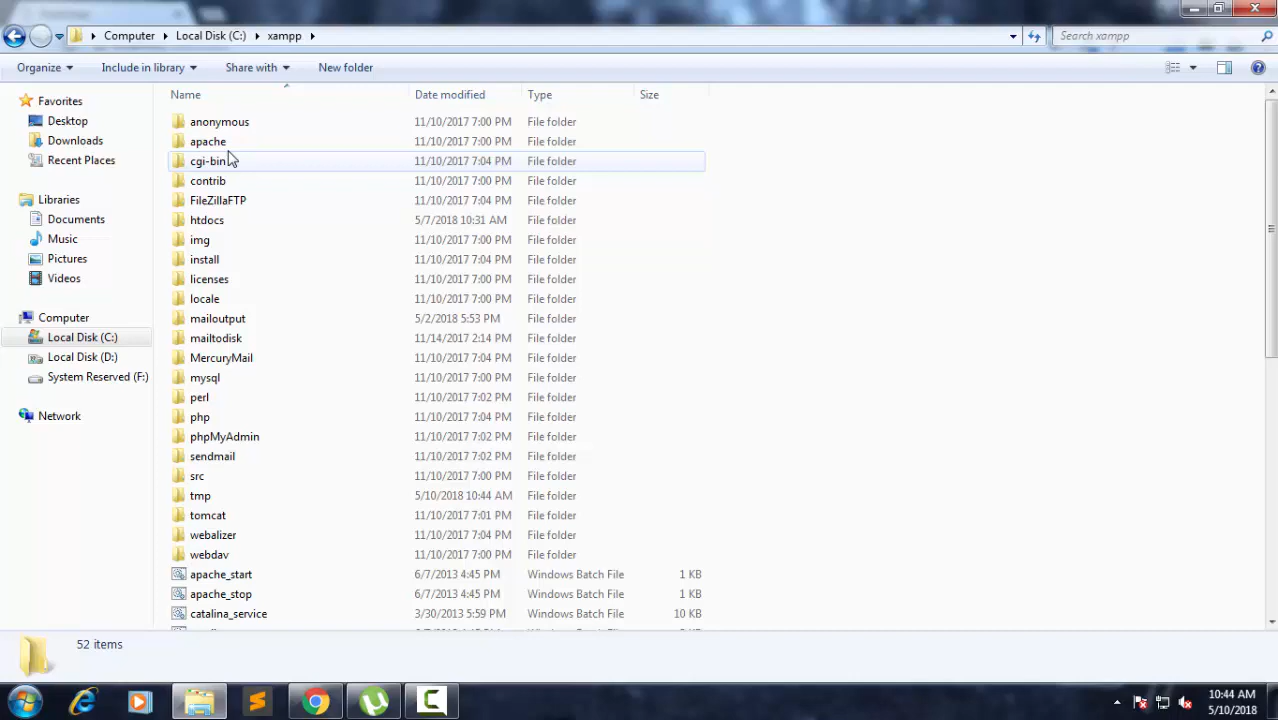 Computer Local Disk (C:) xampp Search xampp
Organize Include in library Share with New folder
Name Date modified Type Size
Favorites
Desktop
Downloads
Recent Places
Libraries
Documents
Music
Pictures
Videos
Computer
Local Disk (C:)
Local Disk (D:)
System Reserved (F:)
Network
anonymous 11/10/2017 7:00 PM File folder
apache 11/10/2017 7:00 PM File folder
cgi-bin 11/10/2017 7:04 PM File folder
contrib 11/10/2017 7:00 PM File folder
FileZillaFTP 11/10/2017 7:04 PM File folder
htdocs 5/7/2018 10:31 AM File folder
img 11/10/2017 7:00 PM File folder
install 11/10/2017 7:04 PM File folder
licenses 11/10/2017 7:00 PM File folder
locale 11/10/2017 7:00 PM File folder
mailoutput 5/2/2018 5:53 PM File folder
mailtodisk 11/14/2017 2:14 PM File folder
MercuryMail 11/10/2017 7:04 PM File folder
mysql 11/10/2017 7:00 PM File folder
perl 11/10/2017 7:02 PM File folder
php 11/10/2017 7:04 PM File folder
phpMyAdmin 11/10/2017 7:02 PM File folder
sendmail 11/10/2017 7:02 PM File folder
src 11/10/2017 7:00 PM File folder
tmp 5/10/2018 10:44 AM File folder
tomcat 11/10/2017 7:01 PM File folder
webalizer 11/10/2017 7:04 PM File folder
webdav 11/10/2017 7:00 PM File folder
apache_start 6/7/2013 4:45 PM Windows Batch File 1 KB
apache_stop 6/7/2013 4:45 PM Windows Batch File 1 KB
catalina_service 3/30/2013 5:59 PM Windows Batch File 10 KB
52 items
10:44 AM
5/10/2018